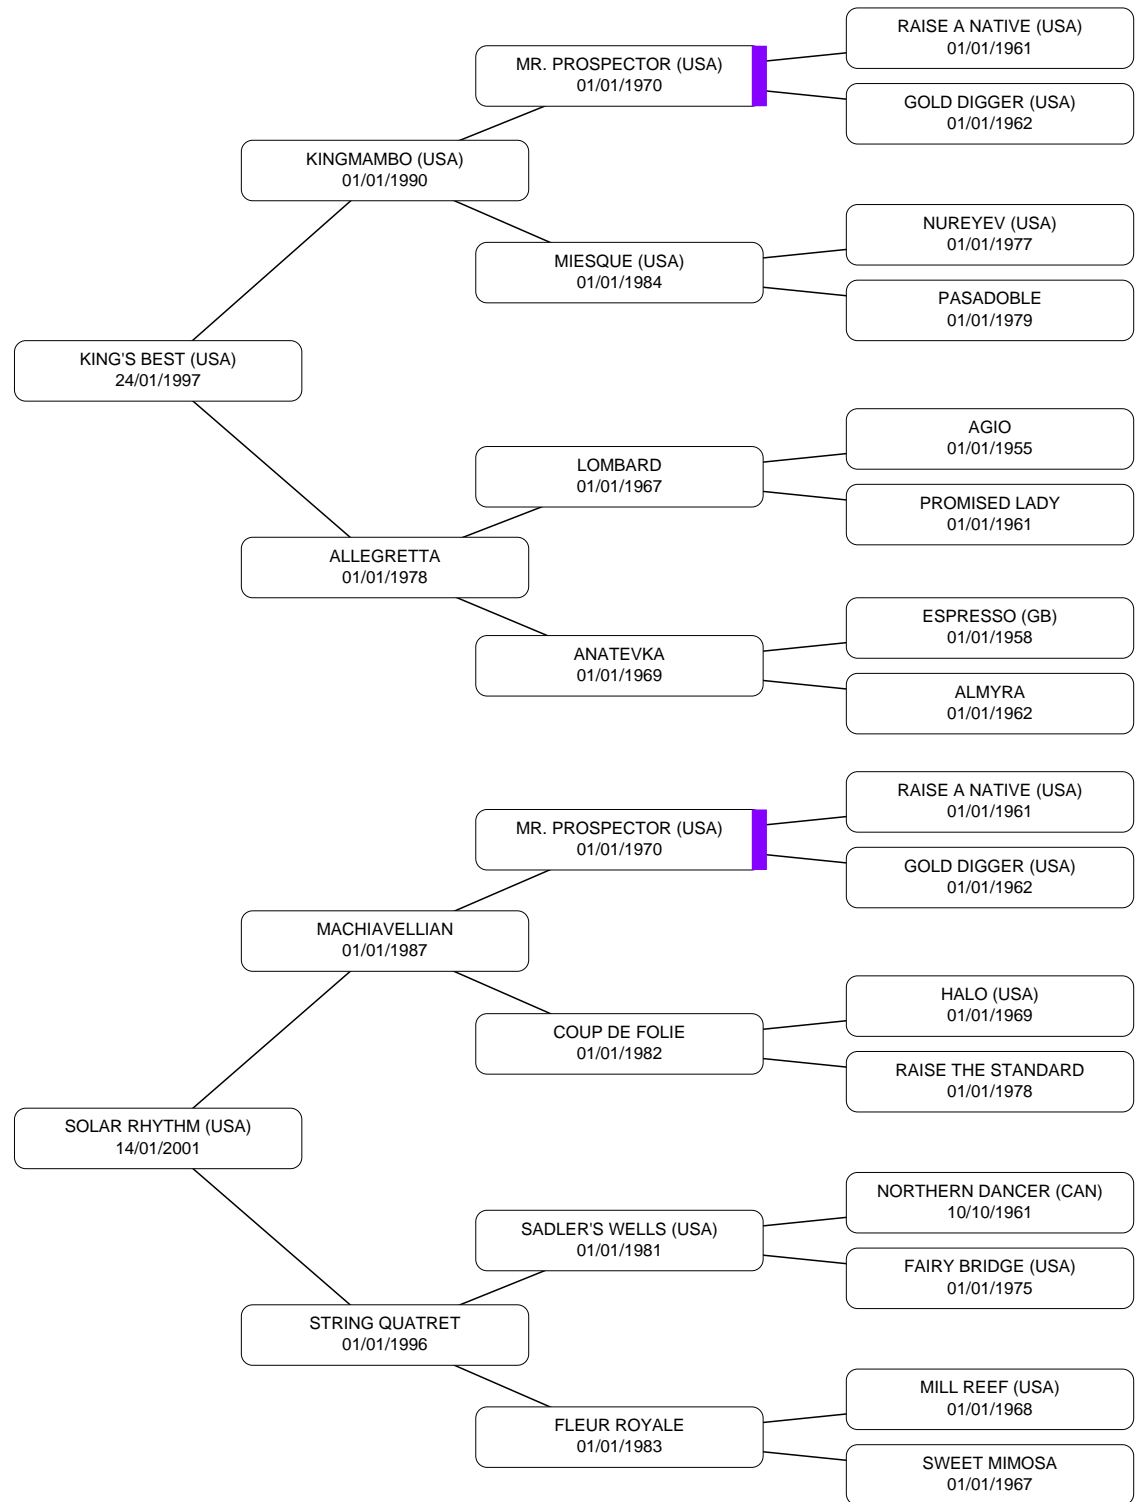 RAISE A NATIVE (USA)
01/01/1961
MR. PROSPECTOR (USA)
01/01/1970
GOLD DIGGER (USA)
01/01/1962
KINGMAMBO (USA)
01/01/1990
NUREYEV (USA)
01/01/1977
MIESQUE (USA)
01/01/1984
PASADOBLE
01/01/1979
KING'S BEST (USA)
24/01/1997
AGIO
01/01/1955
LOMBARD
01/01/1967
PROMISED LADY
01/01/1961
ALLEGRETTA
01/01/1978
ESPRESSO (GB)
01/01/1958
ANATEVKA
01/01/1969
ALMYRA
01/01/1962
RAISE A NATIVE (USA)
01/01/1961
MR. PROSPECTOR (USA)
01/01/1970
GOLD DIGGER (USA)
01/01/1962
MACHIAVELLIAN
01/01/1987
HALO (USA)
01/01/1969
COUP DE FOLIE
01/01/1982
RAISE THE STANDARD
01/01/1978
SOLAR RHYTHM (USA)
14/01/2001
NORTHERN DANCER (CAN)
10/10/1961
SADLER'S WELLS (USA)
01/01/1981
FAIRY BRIDGE (USA)
01/01/1975
STRING QUATRET
01/01/1996
MILL REEF (USA)
01/01/1968
FLEUR ROYALE
01/01/1983
SWEET MIMOSA
01/01/1967